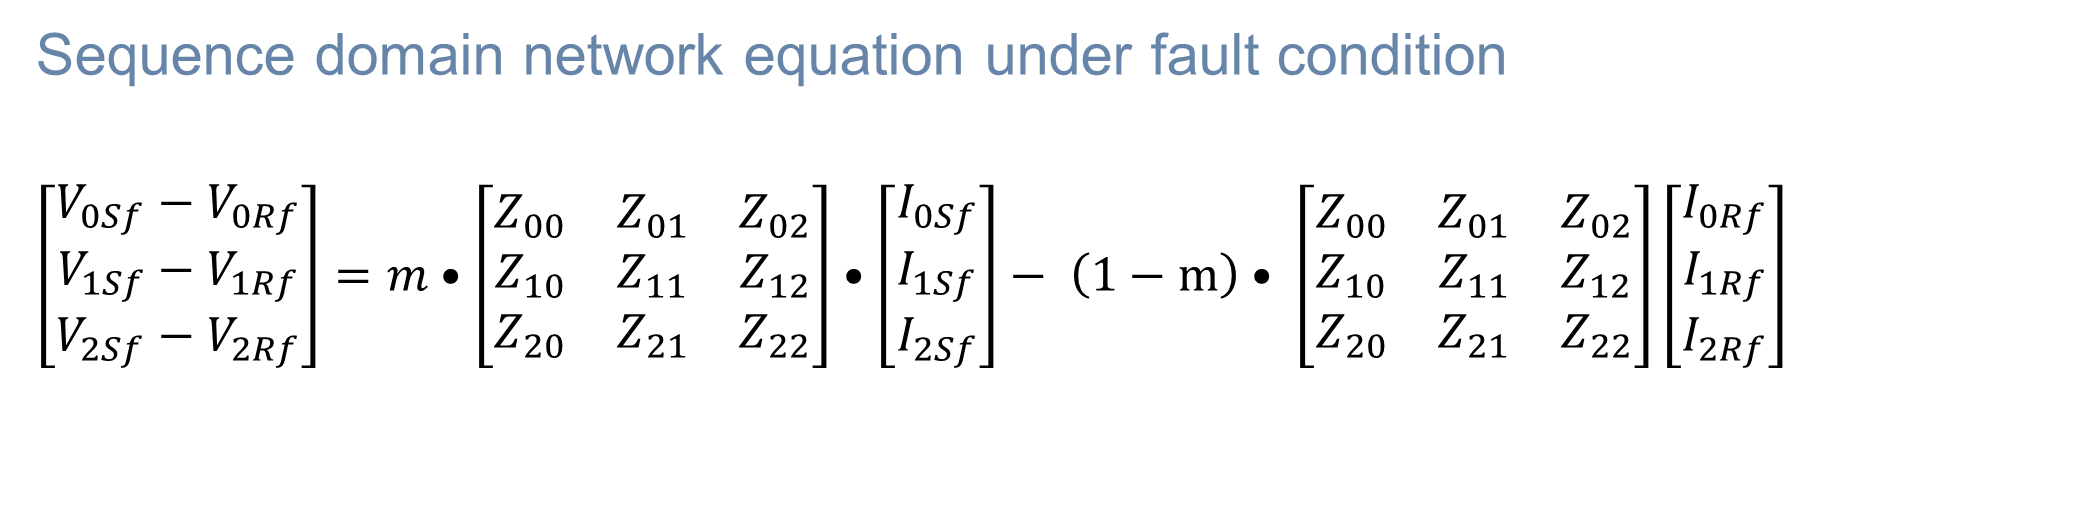 Sequence domain network equation under fault condition
[V₀Sf − V₀Rf; V₁Sf − V₁Rf; V₂Sf − V₂Rf] = m • [Z₀₀ Z₀₁ Z₀₂; Z₁₀ Z₁₁ Z₁₂; Z₂₀ Z₂₁ Z₂₂] • [I₀Sf; I₁Sf; I₂Sf] − (1 − m) • [Z₀₀ Z₀₁ Z₀₂; Z₁₀ Z₁₁ Z₁₂; Z₂₀ Z₂₁ Z₂₂] [I₀Rf; I₁Rf; I₂Rf]